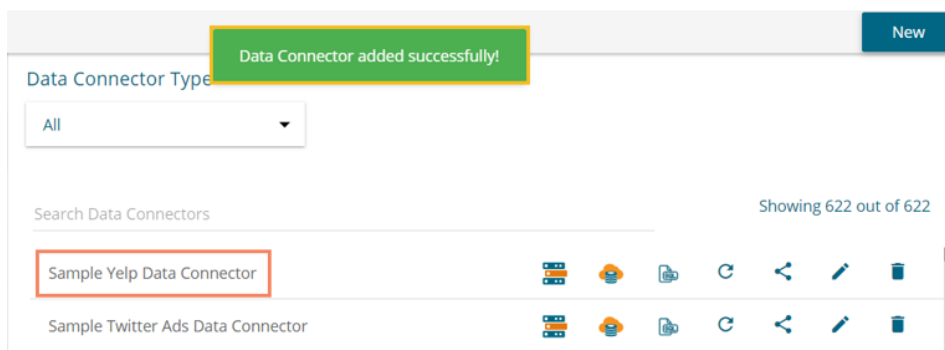 New
Data Connector added successfully!
Data Connector Type
All
Search Data Connectors
Showing 622 out of 622
Sample Yelp Data Connector
Sample Twitter Ads Data Connector